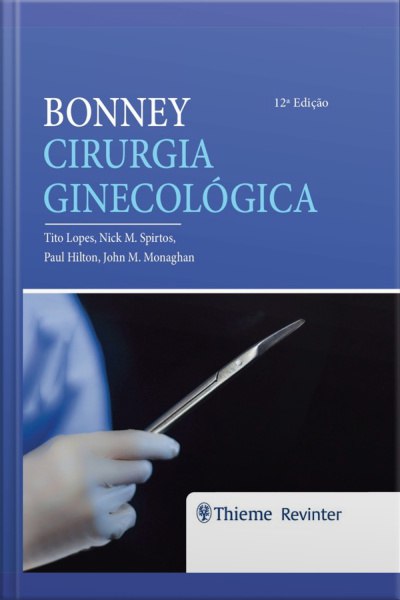 12ª Edição
BONNEY
CIRURGIA
GINECOLÓGICA
Tito Lopes, Nick M. Spirtos,
Paul Hilton, John M. Monaghan
Thieme Revinter